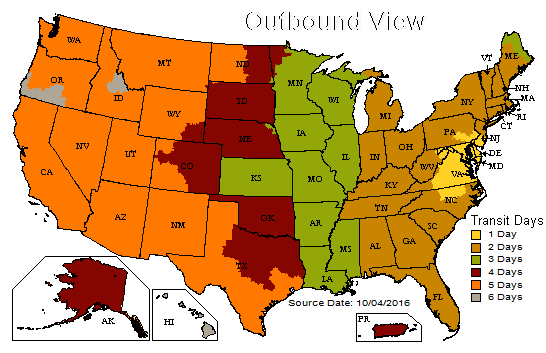 Outbound View
WA
MT
ND
MN
ME
VT
OR
ID
SD
WI
NY
NH
MA
RI
CT
WY
MI
IA
PA
NJ
NE
OH
NV
UT
IL
IN
DE
MD
CO
WV
VA
CA
KS
MO
KY
NC
TN
AZ
NM
OK
AR
SC
MS
AL
GA
TX
LA
FL
AK
HI
PR
Transit Days
1 Day
2 Days
3 Days
4 Days
5 Days
6 Days
Source Date: 10/04/2016